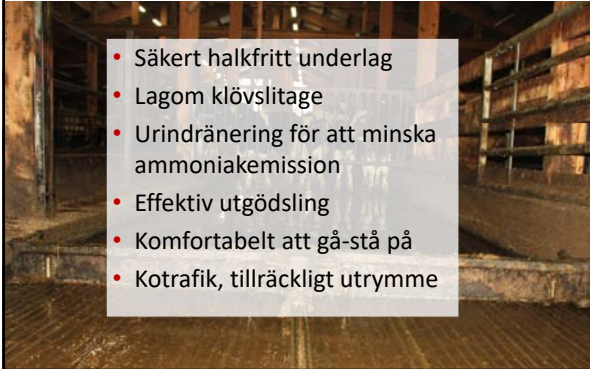 • Säkert halkfritt underlag
• Lagom klövslitage
• Urindränering för att minska
ammoniakemission
• Effektiv utgödsling
• Komfortabelt att gå-stå på
• Kotrafik, tillräckligt utrymme